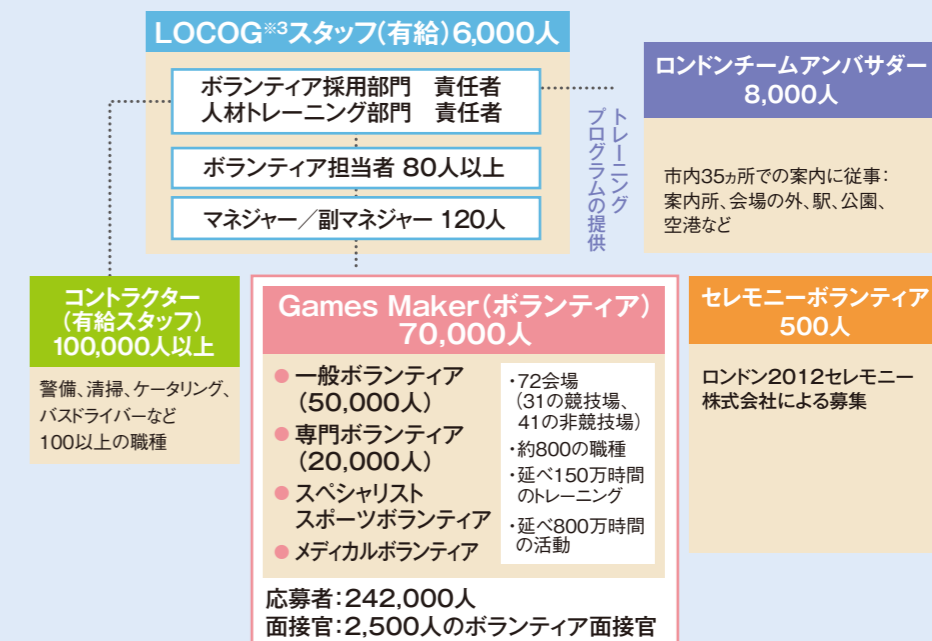 LOCOG※3スタッフ(有給)6,000人
ボランティア採用部門 責任者
人材トレーニング部門 責任者
ボランティア担当者 80人以上
マネジャー／副マネジャー 120人
トレーニング
プログラムの提供
ロンドンチームアンバサダー
8,000人
市内35ヵ所での案内に従事：
案内所、会場の外、駅、公園、
空港など
コントラクター
(有給スタッフ)
100,000人以上
警備、清掃、ケータリング、
バスドライバーなど
100以上の職種
Games Maker(ボランティア)
70,000人
● 一般ボランティア
(50,000人)
● 専門ボランティア
(20,000人)
● スペシャリスト
スポーツボランティア
● メディカルボランティア
・72会場
(31の競技場、
41の非競技場)
・約800の職種
・延べ150万時間
のトレーニング
・延べ800万時間
の活動
応募者：242,000人
面接官：2,500人のボランティア面接官
セレモニーボランティア
500人
ロンドン2012セレモニー
株式会社による募集